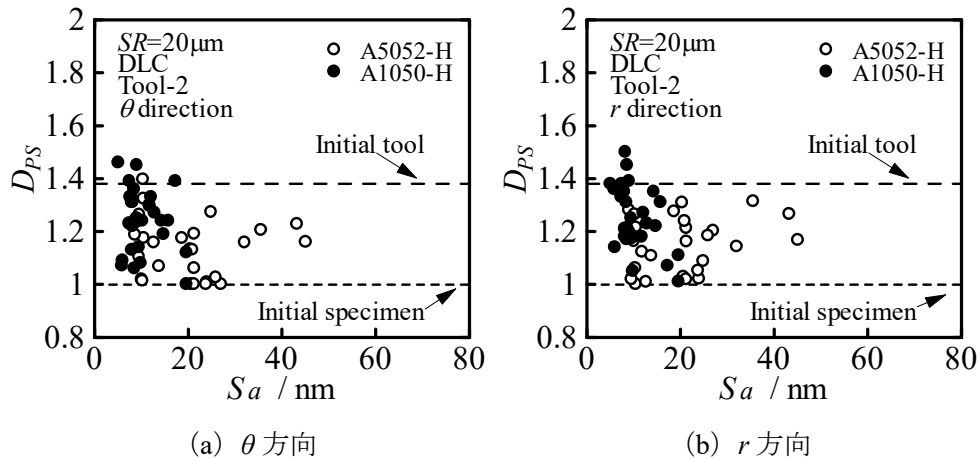 2
1.8
1.6
1.4
1.2
1
0.8
D_PS
SR=20μm
DLC
Tool-2
θ direction
A5052-H
A1050-H
Initial tool
Initial specimen
0 20 40 60 80
Sa / nm
(a) θ 方向
2
1.8
1.6
1.4
1.2
1
0.8
D_PS
SR=20μm
DLC
Tool-2
r direction
A5052-H
A1050-H
Initial tool
Initial specimen
0 20 40 60 80
Sa / nm
(b) r 方向